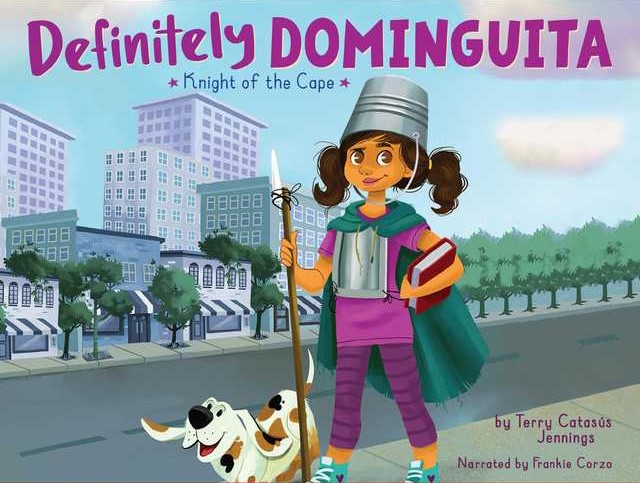 Definitely DOMINGUITA
★ Knight of the Cape ★
by Terry Catasús
Jennings
Narrated by Frankie Corzo